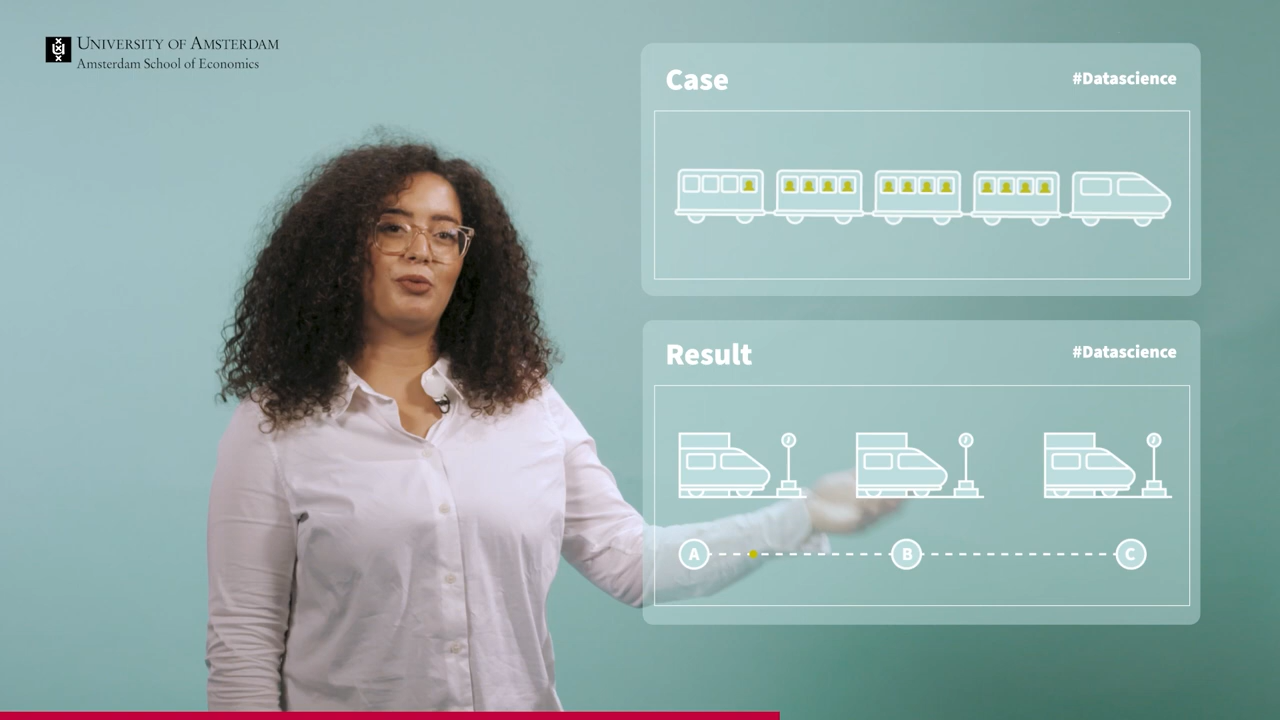 University of Amsterdam
Amsterdam School of Economics
Case
#Datascience
Result
#Datascience
A
B
C